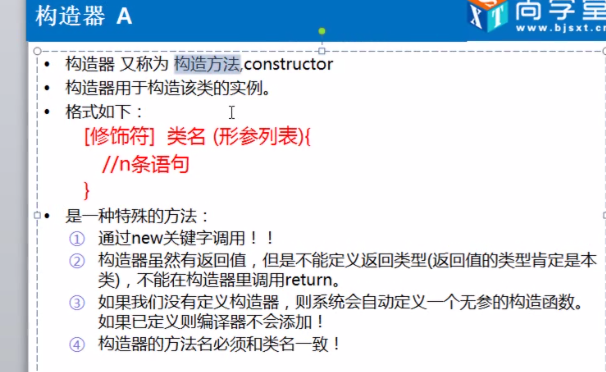 构造器 A
尚学堂
www.bjsxt.com
• 构造器 又称为 构造方法,constructor
• 构造器用于构造该类的实例。
• 格式如下：
[修饰符] 类名 (形参列表){
//n条语句
}
• 是一种特殊的方法：
① 通过new关键字调用！！
② 构造器虽然有返回值，但是不能定义返回类型(返回值的类型肯定是本
类)，不能在构造器里调用return。
③ 如果我们没有定义构造器，则系统会自动定义一个无参的构造函数。
如果已定义则编译器不会添加！
④ 构造器的方法名必须和类名一致！